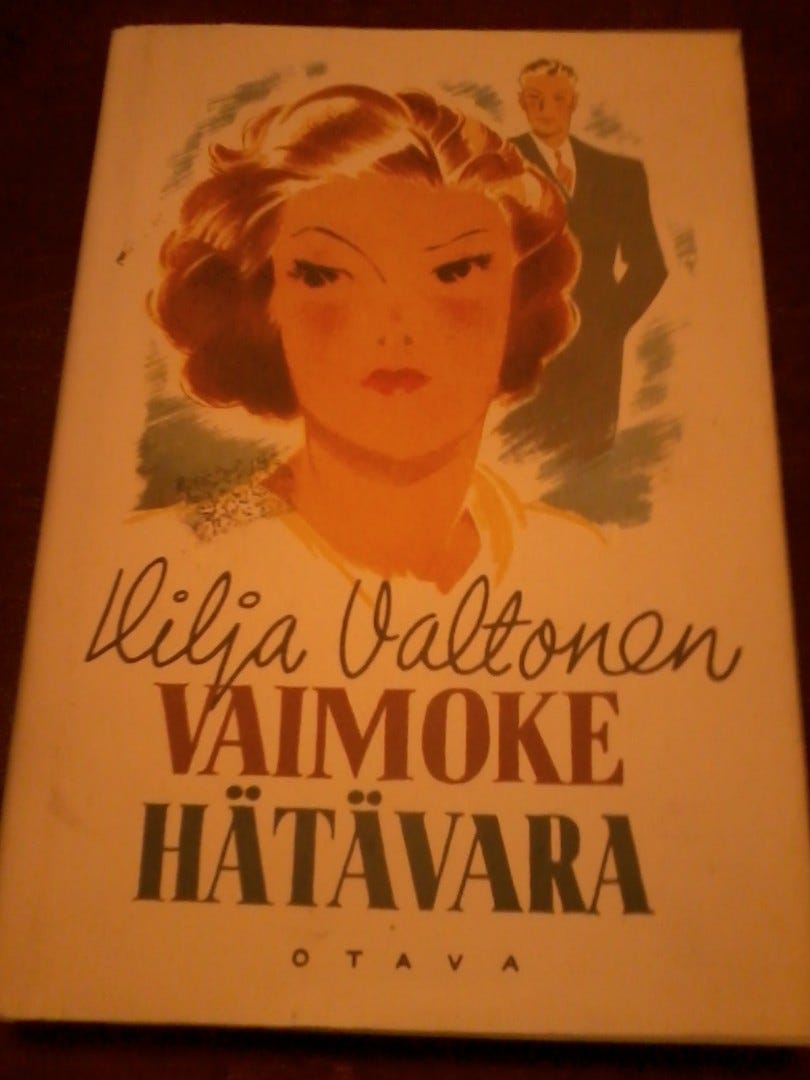 Hilja Valtonen
VAIMOKE
HÄTÄVARA
OTAVA